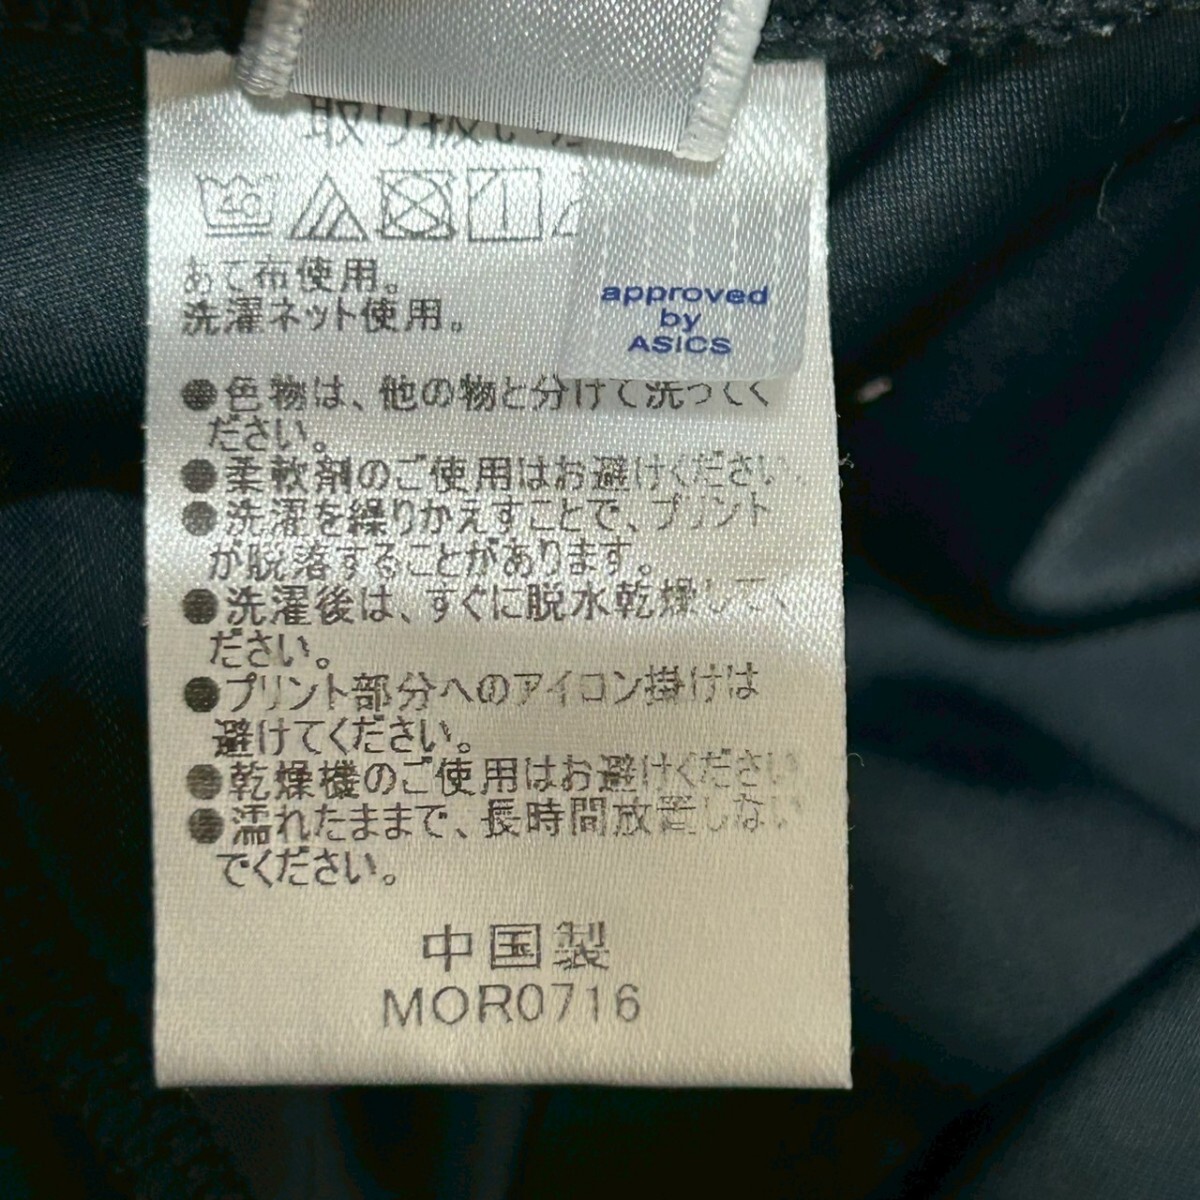 取り扱い
40
あて布使用。
洗濯ネット使用。
approved
by
ASICS
●色物は、他の物と分けて洗ってく
ださい。
●柔軟剤のご使用はお避けください。
●洗濯を繰りかえすことで、プリント
が脱落することがあります。
●洗濯後は、すぐに脱水乾燥して、
ださい。
●プリント部分へのアイロン掛けは
避けてください。
●乾燥機のご使用はお避けください
●濡れたままで、長時間放置しない
でください。
中国製
MOR0716